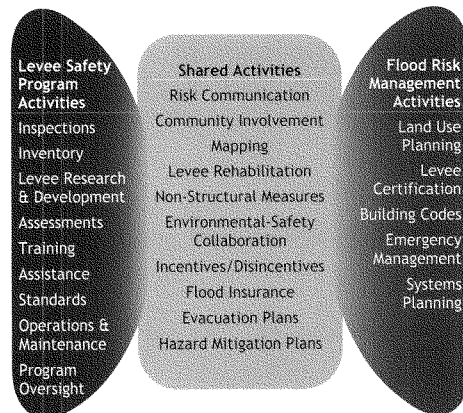 Levee Safety
Program
Activities
Inspections
Inventory
Levee Research
& Development
Assessments
Training
Assistance
Standards
Operations &
Maintenance
Program
Oversight
Shared Activities
Risk Communication
Community Involvement
Mapping
Levee Rehabilitation
Non-Structural Measures
Environmental-Safety
Collaboration
Incentives/Disincentives
Flood Insurance
Evacuation Plans
Hazard Mitigation Plans
Flood Risk
Management
Activities
Land Use
Planning
Levee
Certification
Building Codes
Emergency
Management
Systems
Planning